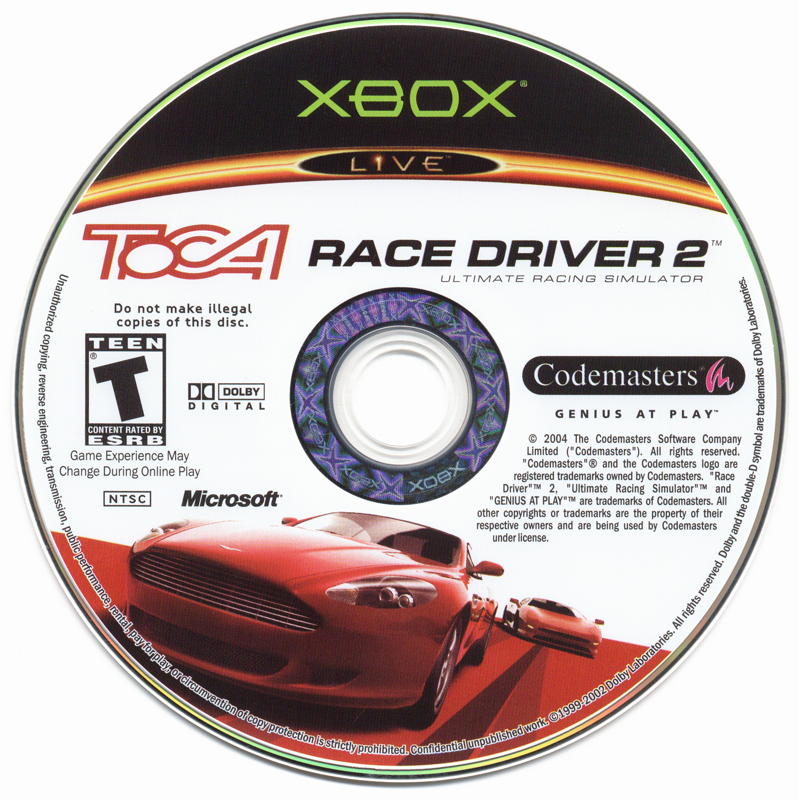 XBOX®
LIVE™
TOCA RACE DRIVER 2™
ULTIMATE RACING SIMULATOR
Do not make illegal
copies of this disc.
TEEN
T
®
CONTENT RATED BY
ESRB
DOLBY
DIGITAL
Game Experience May
Change During Online Play
NTSC
Microsoft®
Codemasters®
GENIUS AT PLAY™
© 2004 The Codemasters Software Company
Limited ("Codemasters"). All rights reserved.
"Codemasters"® and the Codemasters logo are
registered trademarks owned by Codemasters. "Race
Driver"™ 2, "Ultimate Racing Simulator"™ and
"GENIUS AT PLAY"™ are trademarks of Codemasters. All
other copyrights or trademarks are the property of their
respective owners and are being used by Codemasters
under license.
XBOX
XBOX
XBOX
Unauthorized copying, reverse engineering, transmission, public performance, rental, pay for play, or circumvention of copy protection is strictly prohibited. Confidential unpublished work. ©1999-2002 Dolby Laboratories. All rights reserved. Dolby and the double-D symbol are trademarks of Dolby Laboratories.